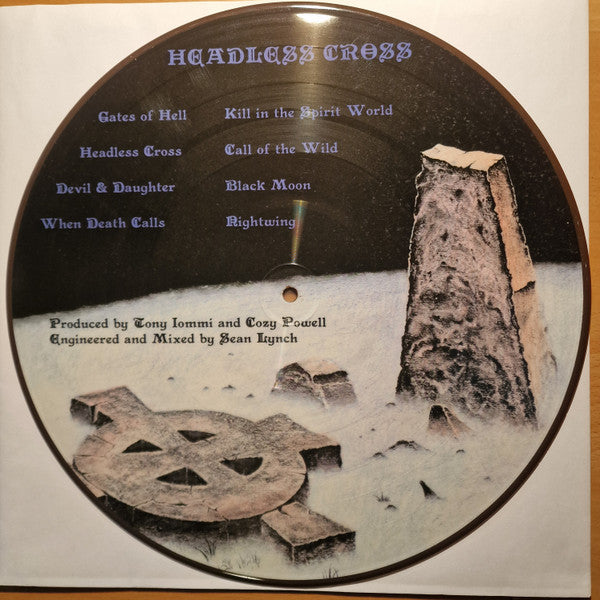 HEADLESS CROSS
Gates of Hell
Headless Cross
Devil & Daughter
When Death Calls
Kill in the Spirit World
Call of the Wild
Black Moon
Nightwing
Produced by Tony Iommi and Cozy Powell
Engineered and Mixed by Sean Lynch